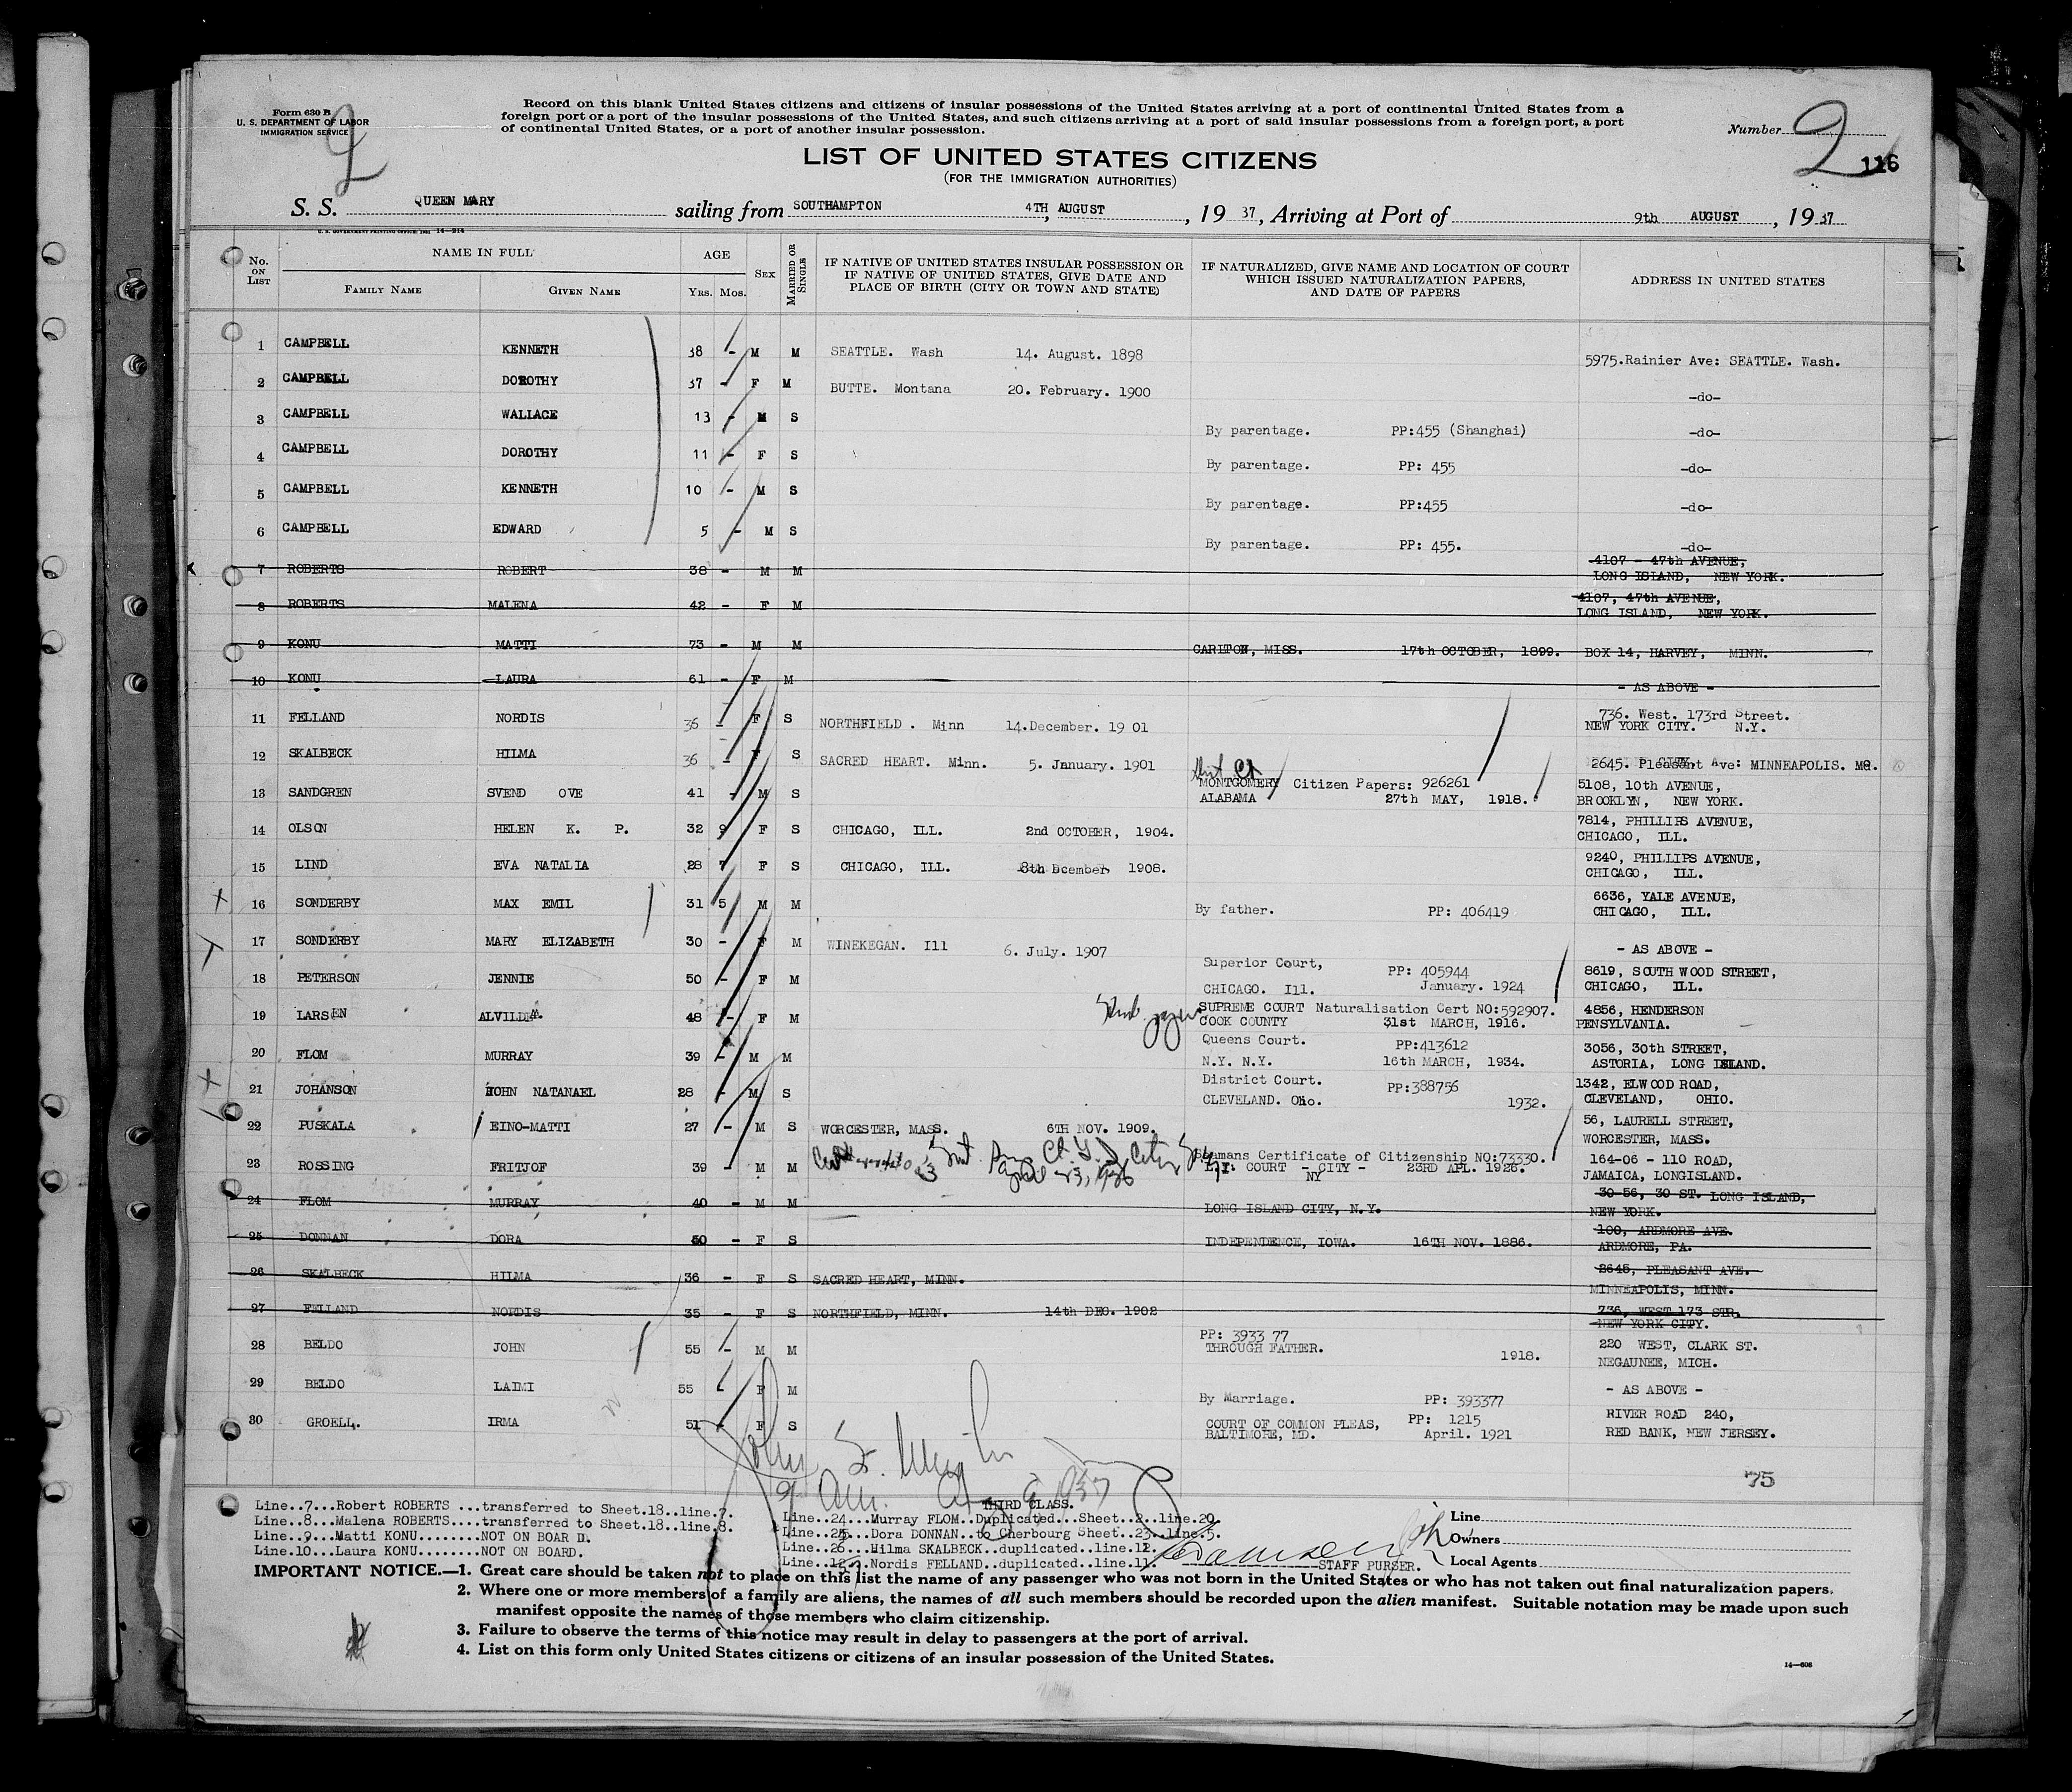 Form 630 B
U. S. DEPARTMENT OF LABOR
IMMIGRATION SERVICE
2
Record on this blank United States citizens and citizens of insular possessions of the United States arriving at a port of continental United States from a
foreign port or a port of the insular possessions of the United States, and such citizens arriving at a port of said insular possessions from a foreign port, a port
of continental United States, or a port of another insular possession.
Number 2 116
LIST OF UNITED STATES CITIZENS
(FOR THE IMMIGRATION AUTHORITIES)
S. S. QUEEN MARY sailing from SOUTHAMPTON 4TH AUGUST, 19 37, Arriving at Port of 9th AUGUST, 19 37
U. S. GOVERNMENT PRINTING OFFICE: 1931 14-214
No. ON LIST NAME IN FULL FAMILY NAME GIVEN NAME AGE YRS. MOS. SEX MARRIED OR SINGLE
IF NATIVE OF UNITED STATES INSULAR POSSESSION OR IF NATIVE OF UNITED STATES, GIVE DATE AND PLACE OF BIRTH (CITY OR TOWN AND STATE)
IF NATURALIZED, GIVE NAME AND LOCATION OF COURT WHICH ISSUED NATURALIZATION PAPERS, AND DATE OF PAPERS
ADDRESS IN UNITED STATES
1 CAMPBELL KENNETH 38 - M M SEATTLE. Wash 14. August. 1898 5975.Rainier Ave: SEATTLE. Wash.
2 CAMPBELL DOROTHY 37 - F M BUTTE. Montana 20. February. 1900 -do-
3 CAMPBELL WALLACE 13 - M S By parentage. PP:455 (Shanghai) -do-
4 CAMPBELL DOROTHY 11 - F S By parentage. PP: 455 -do-
5 CAMPBELL KENNETH 10 - M S By parentage. PP:455 -do-
6 CAMPBELL EDWARD 5 - M S By parentage. PP: 455. -do-
7 ROBERTS ROBERT 38 - M M 4107 - 47th AVENUE,
LONG ISLAND, NEW YORK.
8 ROBERTS MALENA 42 - F M 4107, 47th AVENUE,
LONG ISLAND, NEW YORK.
9 KONU MATTI 73 - M M CARLTON, MISS. 17th OCTOBER, 1899. BOX 14, HARVEY, MINN.
10 KONU LAURA 61 - F M - AS ABOVE -
11 FELLAND NORDIS 36 - F S NORTHFIELD . Minn 14.December. 19 01 736. West. 173rd Street.
NEW YORK CITY. N.Y.
12 SKALBECK HILMA 36 - F S SACRED HEART. Minn. 5. January. 1901 2645. Pleasant Ave: MINNEAPOLIS.
13 SANDGREN SVEND OVE 41 - M S MONTGOMERY Citizen Papers: 926261 5108, 10th AVENUE,
ALABAMA 27th MAY, 1918. BROOKLYN, NEW YORK.
14 OLSON HELEN K. P. 32 9 F S CHICAGO, ILL. 2nd OCTOBER, 1904. 7814, PHILLIPS AVENUE,
CHICAGO, ILL.
15 LIND EVA NATALIA 28 7 F S CHICAGO, ILL. 8th Dcember 1908. 9240, PHILLIPS AVENUE,
CHICAGO, ILL.
16 SONDERBY MAX EMIL 31 5 M M By father. PP: 406419 6636, YALE AVENUE,
CHICAGO, ILL.
17 SONDERBY MARY ELIZABETH 30 - F M WINEKEGAN. Ill 6. July. 1907 - AS ABOVE -
18 PETERSON JENNIE 50 - F M Superior Court, PP: 405944 8619, SOUTH WOOD STREET,
CHICAGO. Ill. January. 1924 CHICAGO, ILL.
19 LARSEN ALVILDA. 48 - F M SUPREME COURT Naturalisation Cert NO:592907. 4856, HENDERSON
COOK COUNTY 31st MARCH, 1916. PENSYLVANIA.
20 FLOM MURRAY 39 - M M Queens Court. PP:413612 3056, 30th STREET,
N.Y. N.Y. 16th MARCH, 1934. ASTORIA, LONG ISLAND.
21 JOHANSON JOHN NATANAEL 28 - M S District Court. PP:388756 1342, ELWOOD ROAD,
CLEVELAND. Oho. 1932. CLEVELAND, OHIO.
22 PUSKALA EINO-MATTI 27 - M S WORCESTER, MASS. 6TH NOV. 1909. 56, LAURELL STREET,
WORCESTER, MASS.
23 ROSSING FRITJOF 39 - M M April 23, 1926 Seamans Certificate of Citizenship NO:73330. 164-06 - 110 ROAD,
L.I. COURT - CITY - 23RD APL. 1926. NY JAMAICA, LONGISLAND.
24 FLOM MURRAY 40 - M M LONG ISLAND CITY, N.Y. 30-56, 30 ST. LONG ISLAND,
NEW YORK.
25 DONNAN DORA 50 - F S INDEPENDENCE, IOWA. 16TH NOV. 1886. 100, ARDMORE AVE.
ARDMORE, PA.
26 SKALBECK HILMA 36 - F S SACRED HEART, MINN. 2645, PLEASANT AVE.
MINNEAPOLIS, MINN.
27 FELLAND NORDIS 35 - F S NORTHFIELD, MINN. 14th DEC. 1902 736, WEST 173 STR.
NEW YORK CITY.
28 BELDO JOHN 55 - M M PP: 3933 77 220 WEST, CLARK ST.
THROUGH FATHER. 1918. NEGAUNEE, MICH.
29 BELDO LAIMI 55 - F M By Marriage. PP: 393377 - AS ABOVE -
30 GROELL. IRMA 51 - F S COURT OF COMMON PLEAS, PP: 1215 RIVER ROAD 240,
BALTIMORE, MD. April. 1921 RED BANK, NEW JERSEY.
75
THIRD CLASS.
Line..7...Robert ROBERTS ...transferred to Sheet.18..line.7.
Line..8...Malena ROBERTS....transferred to Sheet.18..line.8.
Line..9...Matti KONU........NOT ON BOAR D.
Line.10...Laura KONU........NOT ON BOARD.
Line..24...Murray FLOM..Duplicated...Sheet..2..line.20.
Line..25...Dora DONNAN..to Cherbourg Sheet..23..line.5.
Line..26...Hilma SKALBECK..duplicated..line.12.
Nordis FELLAND..duplicated..line.11.
STAFF PURSER.
Line
Owners
Local Agents
IMPORTANT NOTICE.—1. Great care should be taken not to place on this list the name of any passenger who was not born in the United States or who has not taken out final naturalization papers.
2. Where one or more members of a family are aliens, the names of all such members should be recorded upon the alien manifest. Suitable notation may be made upon such
manifest opposite the names of those members who claim citizenship.
3. Failure to observe the terms of this notice may result in delay to passengers at the port of arrival.
4. List on this form only United States citizens or citizens of an insular possession of the United States.
14-608